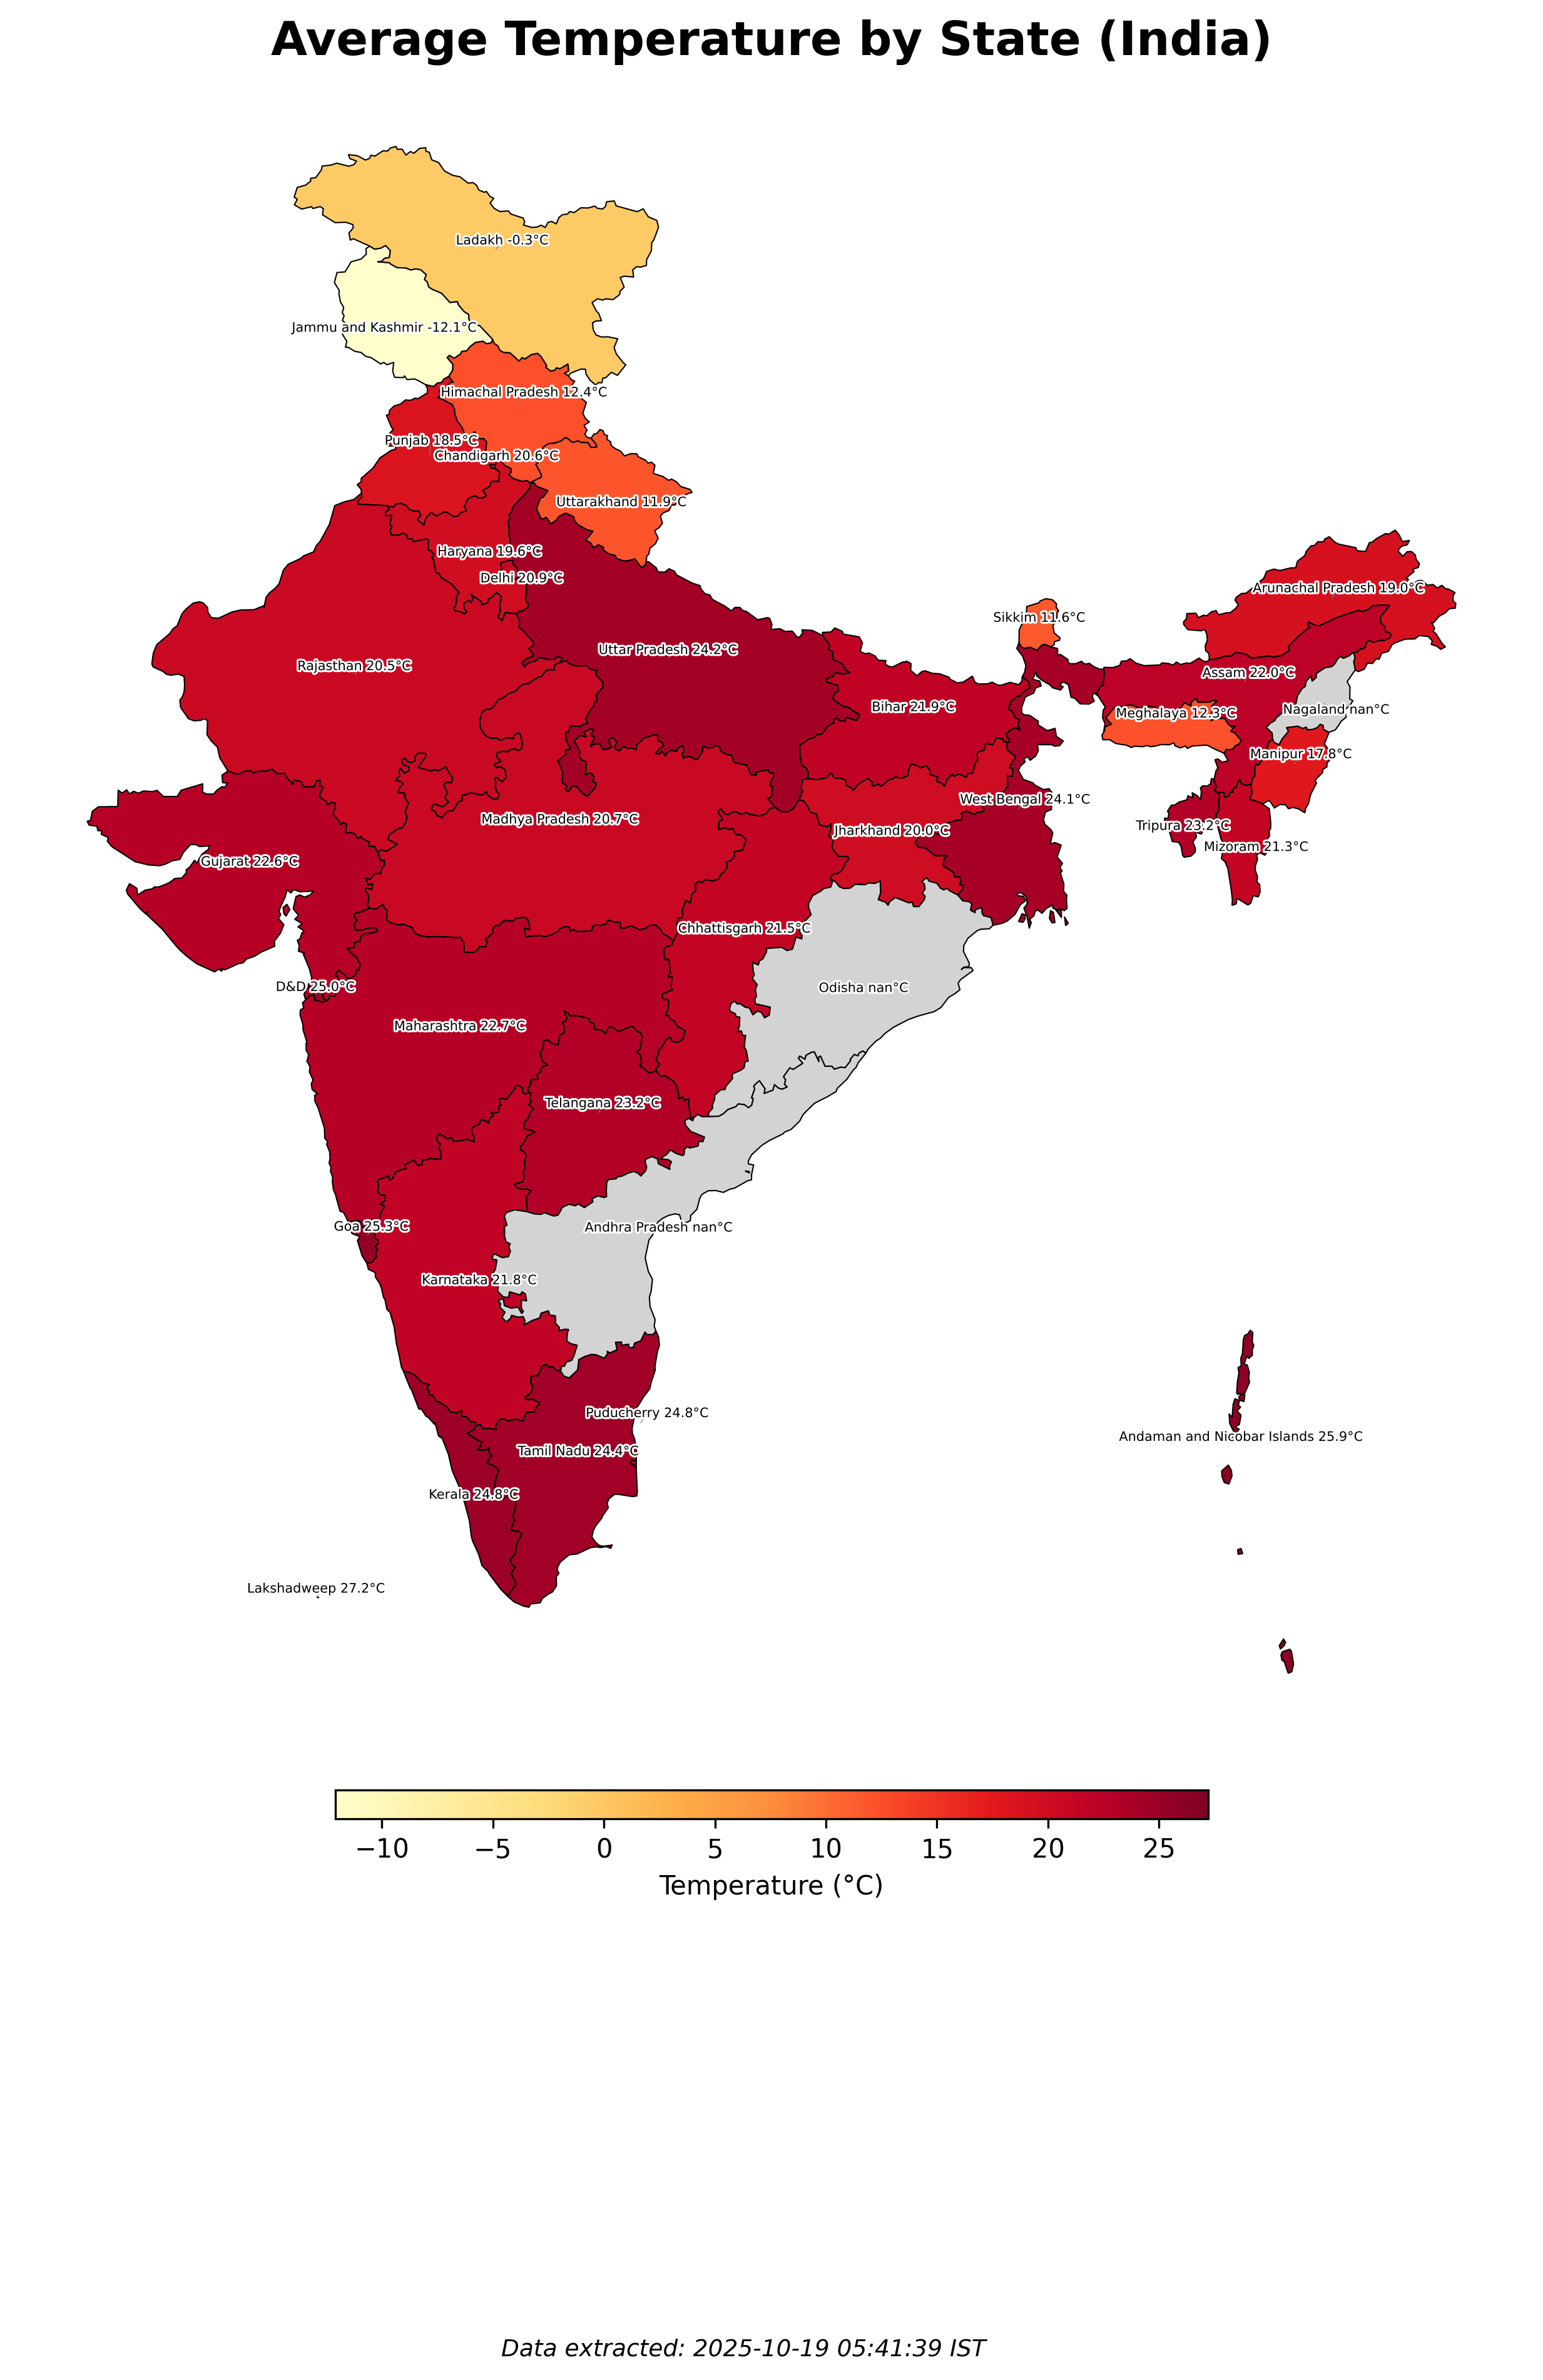 Average Temperature by State (India)
Ladakh -0.3°C
Jammu and Kashmir -12.1°C
Himachal Pradesh 12.4°C
Punjab 18.5°C
Chandigarh 20.6°C
Uttarakhand 11.9°C
Haryana 19.6°C
Delhi 20.9°C
Arunachal Pradesh 19.0°C
Sikkim 11.6°C
Uttar Pradesh 24.2°C
Rajasthan 20.5°C
Assam 22.0°C
Bihar 21.9°C
Nagaland nan°C
Meghalaya 12.3°C
Manipur 17.8°C
West Bengal 24.1°C
Madhya Pradesh 20.7°C
Tripura 23.2°C
Jharkhand 20.0°C
Mizoram 21.3°C
Gujarat 22.6°C
Chhattisgarh 21.5°C
D&D 25.0°C
Odisha nan°C
Maharashtra 22.7°C
Telangana 23.2°C
Goa 25.3°C
Andhra Pradesh nan°C
Karnataka 21.8°C
Puducherry 24.8°C
Andaman and Nicobar Islands 25.9°C
Tamil Nadu 24.4°C
Kerala 24.8°C
Lakshadweep 27.2°C
−10 −5 0 5 10 15 20 25
Temperature (°C)
Data extracted: 2025-10-19 05:41:39 IST